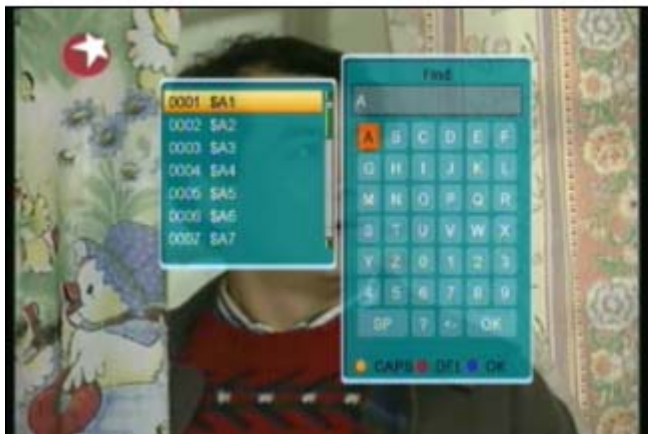 0001 $A1
0002 $A2
0003 $A3
0004 $A4
0005 $A5
0006 $A6
0007 $A7
Find
A
A B C D E F
G H I J K L
M N O P Q R
S T U V W X
Y Z 0 1 2 3
4 5 6 7 8 9
SP ? <- OK
CAPS DEL OK